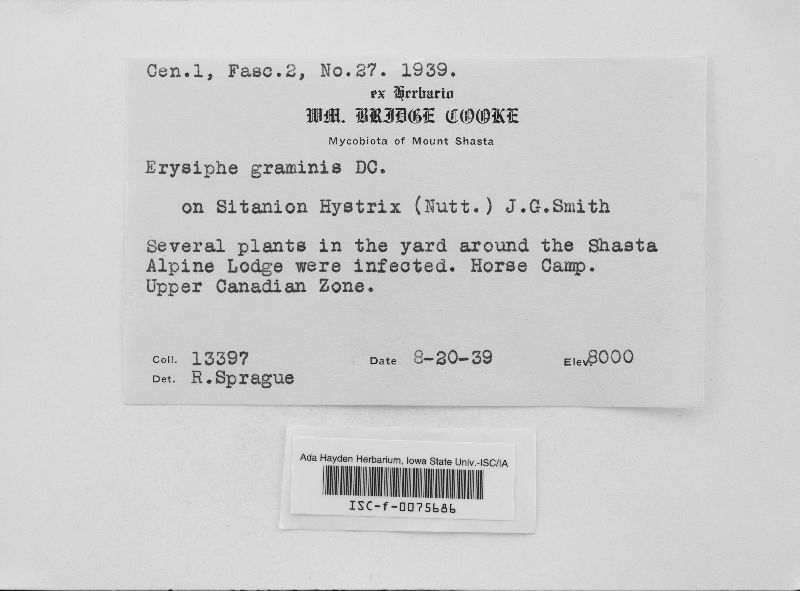 Cen.1, Fasc.2, No.27. 1939.
ex Herbario
WM. BRIDGE COOKE
Mycobiota of Mount Shasta
Erysiphe graminis DC.
on Sitanion Hystrix (Nutt.) J.G.Smith
Several plants in the yard around the Shasta
Alpine Lodge were infected. Horse Camp.
Upper Canadian Zone.
Coll. 13397 Date 8-20-39 Elev. 8000
Det. R.Sprague
Ada Hayden Herbarium, Iowa State Univ.-ISC/IA
ISC-f-0075686